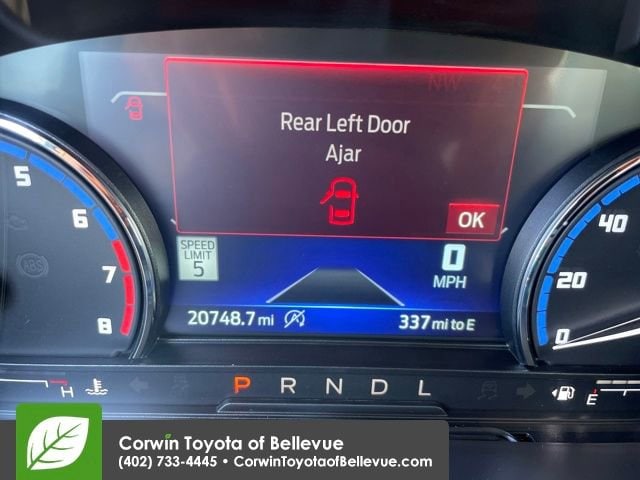 NW
Rear Left Door
Ajar
OK
SPEED
LIMIT
5
0
MPH
20748.7 mi
337 mi to E
5
6
7
8
ABS
40
20
0
H
P R N D L
E
Corwin Toyota of Bellevue
(402) 733-4445 • CorwinToyotaofBellevue.com